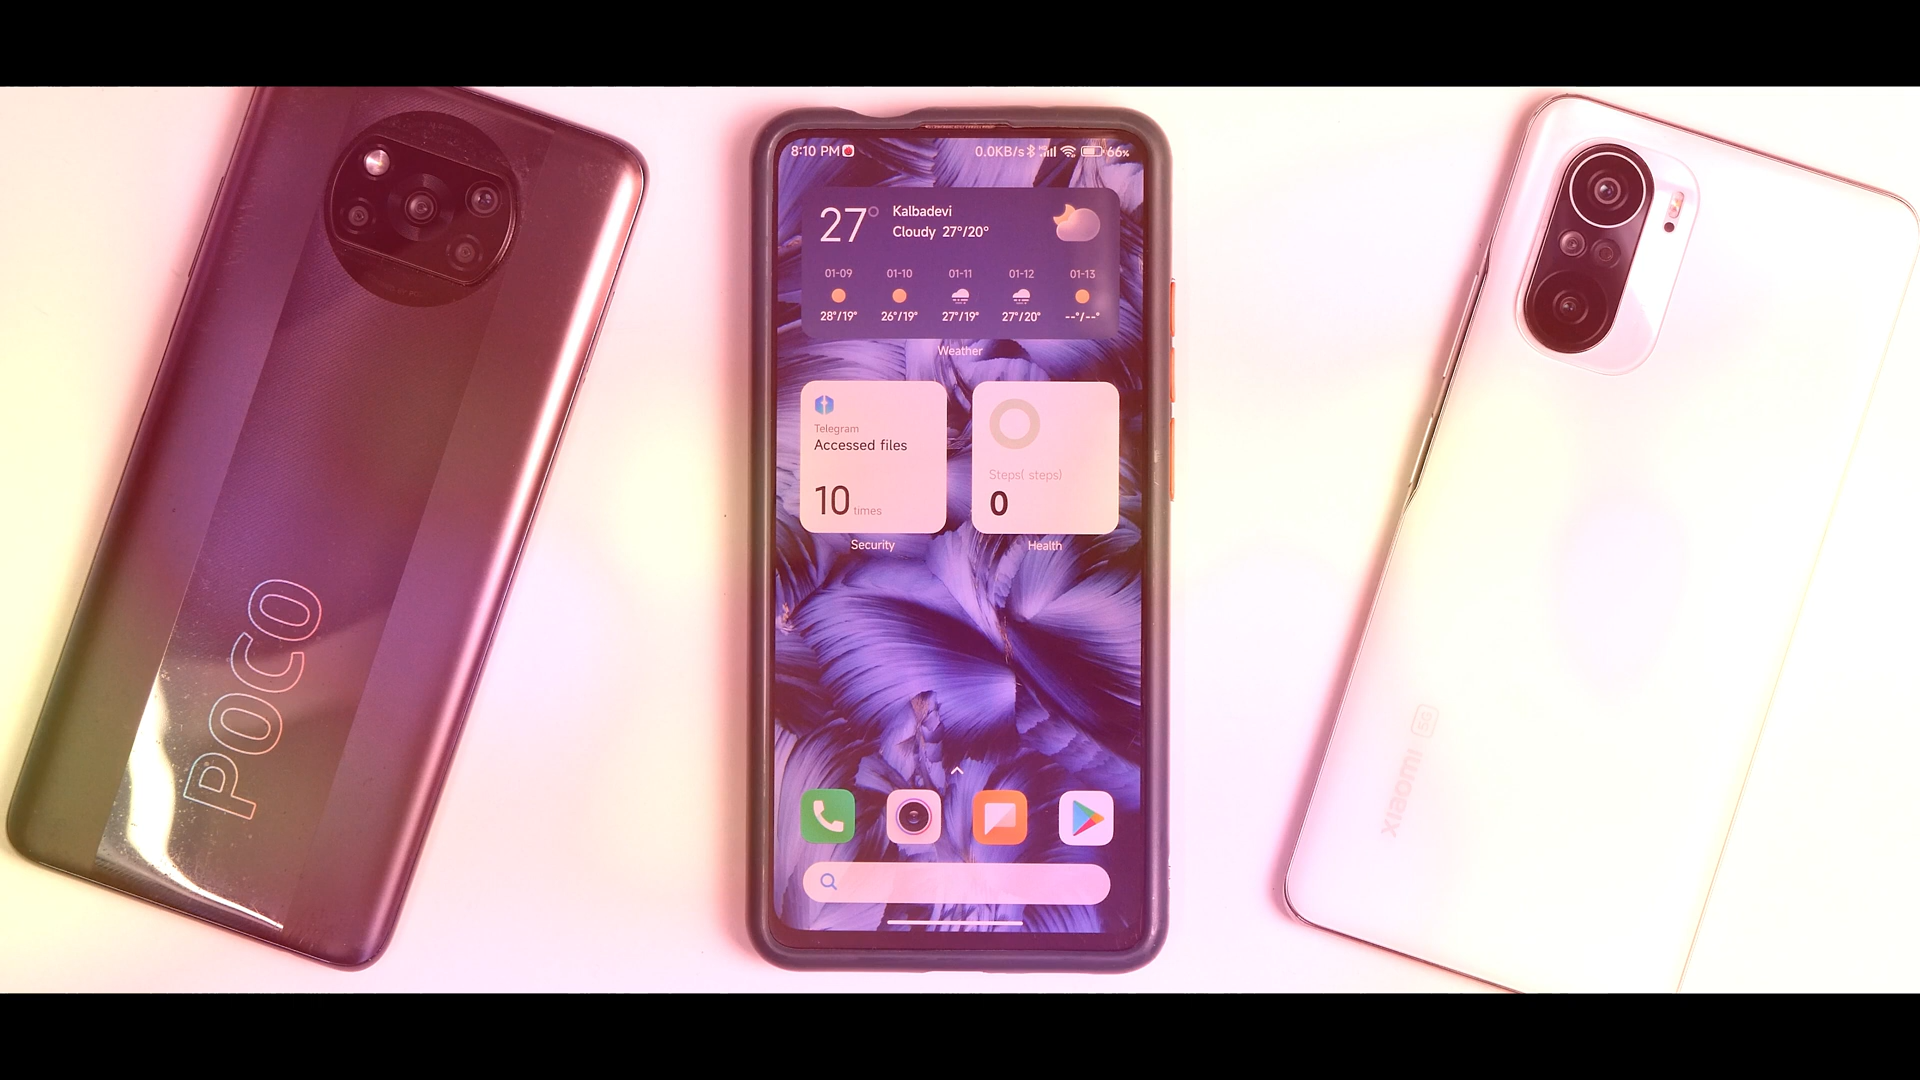 POCO
8:10 PM 0.0KB/s 66%
27°
Kalbadevi
Cloudy 27°/20°
01-09 01-10 01-11 01-12 01-13
28°/19° 26°/19° 27°/19° 27°/20° --°/--°
Weather
Telegram
Accessed files
10 times
Security
Steps( steps)
0
Health
xiaomi 5G